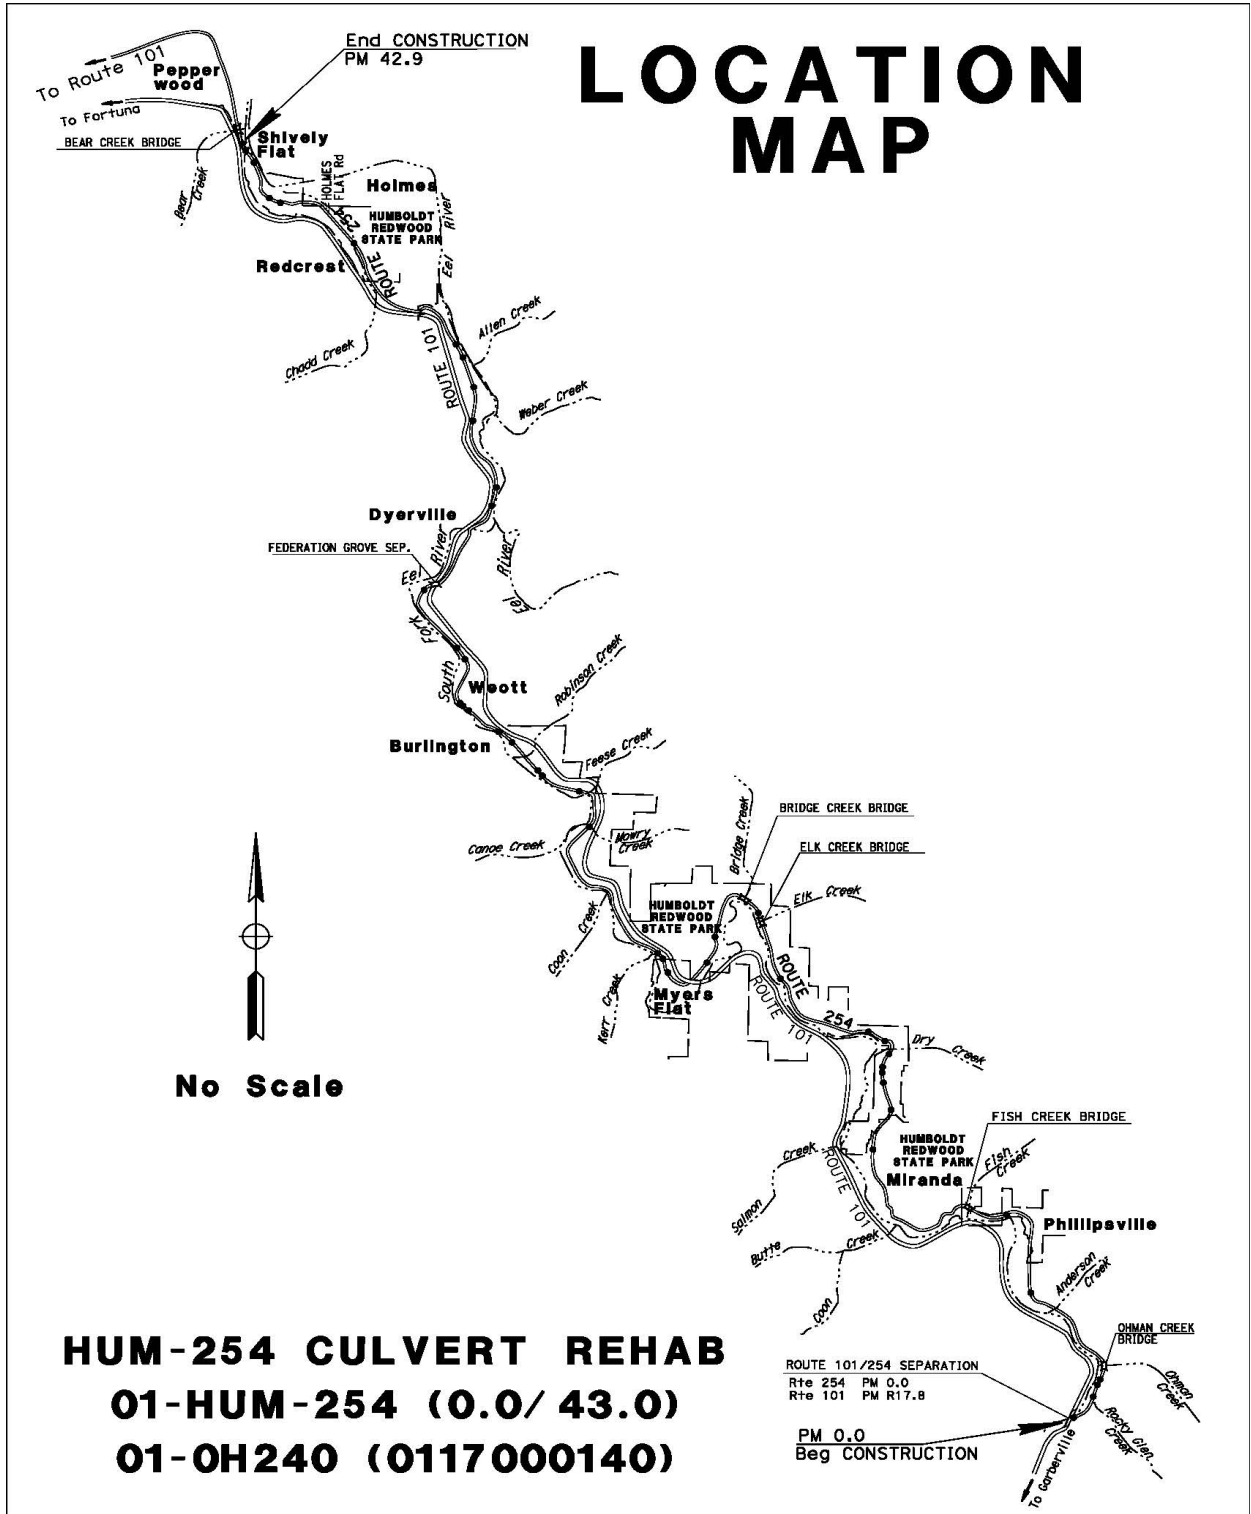 LOCATION
MAP
End CONSTRUCTION
PM 42.9
To Route 101
Pepper
wood
To Fortuna
BEAR CREEK BRIDGE
Shively
Flat
Bear
Creek
HOLMES
FLAT Rd
Holmes
HUMBOLDT
REDWOOD
STATE PARK
254
ROUTE
Eel
River
Redcrest
Chadd Creek
Allen Creek
ROUTE 101
Weber Creek
Dyerville
FEDERATION GROVE SEP.
South
Fork
Eel
River
Eel
River
Robinson Creek
Weott
Burlington
Feese Creek
Canoe Creek
Mowry
Creek
BRIDGE CREEK BRIDGE
Bridge Creek
ELK CREEK BRIDGE
Elk Creek
HUMBOLDT
REDWOOD
STATE PARK
Coon Creek
Kerr Creek
Myers
Flat
ROUTE
254
ROUTE 101
Dry
Creek
No Scale
FISH CREEK BRIDGE
HUMBOLDT
REDWOOD
STATE PARK
Fish
Creek
Miranda
Salmon
Creek
ROUTE 101
Butte
Creek
Coon
Phillipsville
Anderson
Creek
OHMAN CREEK
BRIDGE
Ohman
Creek
ROUTE 101/254 SEPARATION
Rte 254 PM 0.0
Rte 101 PM R17.8
Rocky Glen
Creek
PM 0.0
Beg CONSTRUCTION
To Garberville
HUM-254 CULVERT REHAB
01-HUM-254 (0.0/43.0)
01-0H240 (0117000140)